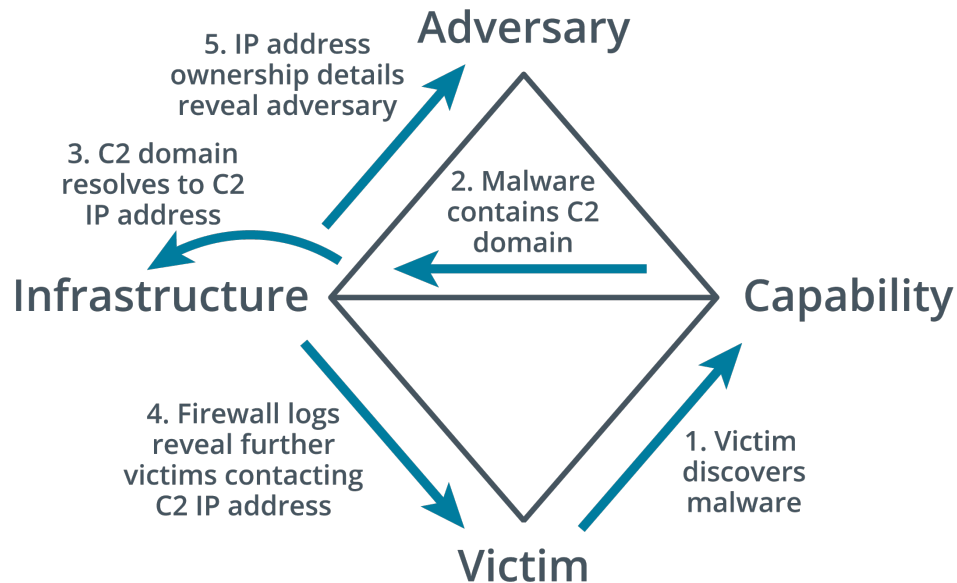 Adversary
5. IP address
ownership details
reveal adversary
3. C2 domain
resolves to C2
IP address
2. Malware
contains C2
domain
Infrastructure
Capability
4. Firewall logs
reveal further
victims contacting
C2 IP address
1. Victim
discovers
malware
Victim